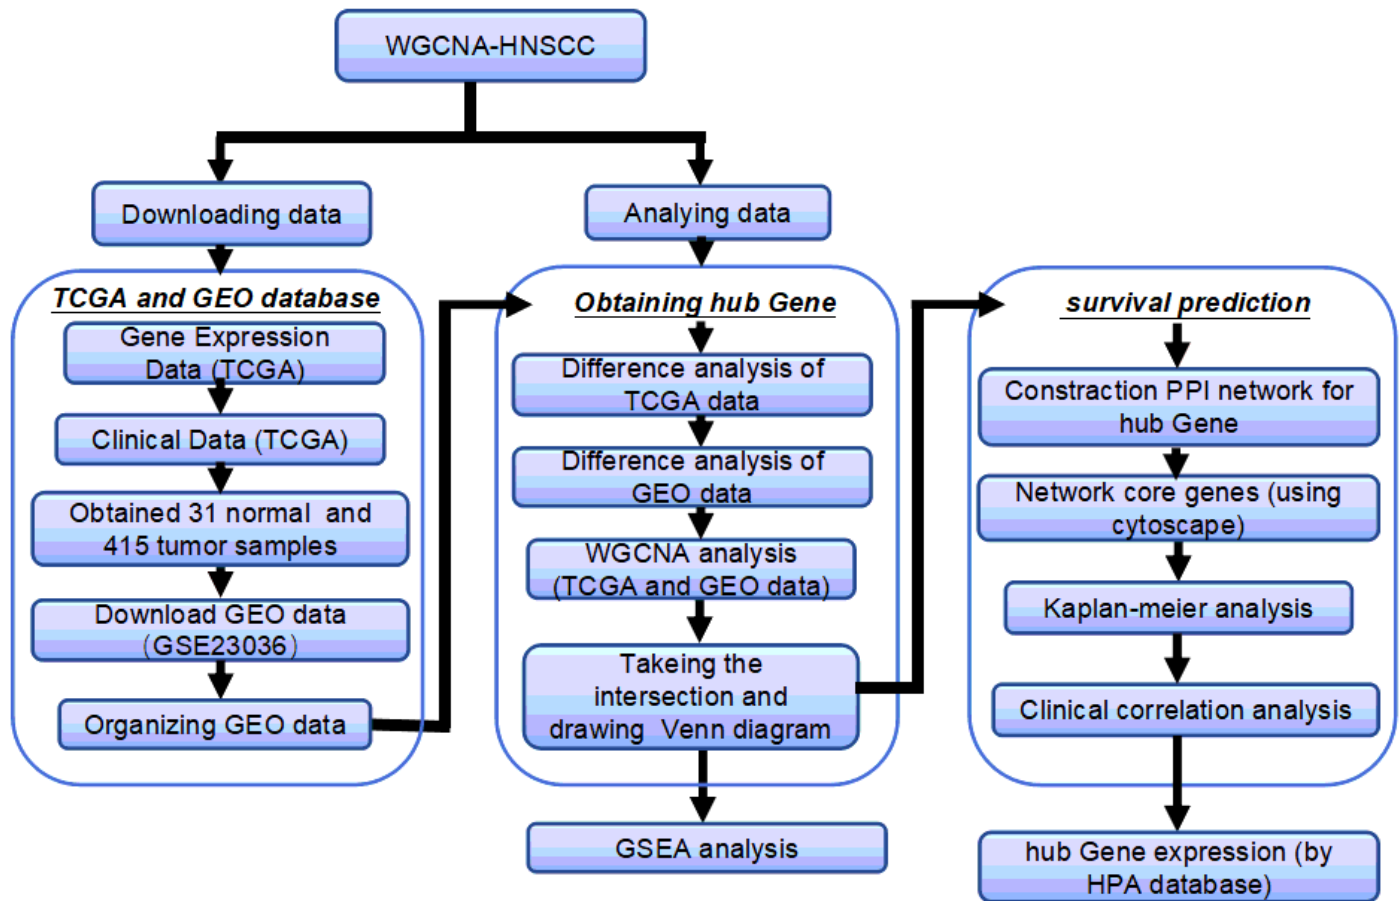 WGCNA-HNSCC
Downloading data
Analying data
TCGA and GEO database
Gene Expression
Data (TCGA)
Clinical Data (TCGA)
Obtained 31 normal and
415 tumor samples
Download GEO data
(GSE23036)
Organizing GEO data
Obtaining hub Gene
Difference analysis of
TCGA data
Difference analysis of
GEO data
WGCNA analysis
(TCGA and GEO data)
Takeing the
intersection and
drawing Venn diagram
GSEA analysis
survival prediction
Constraction PPI network for
hub Gene
Network core genes (using
cytoscape)
Kaplan-meier analysis
Clinical correlation analysis
hub Gene expression (by
HPA database)